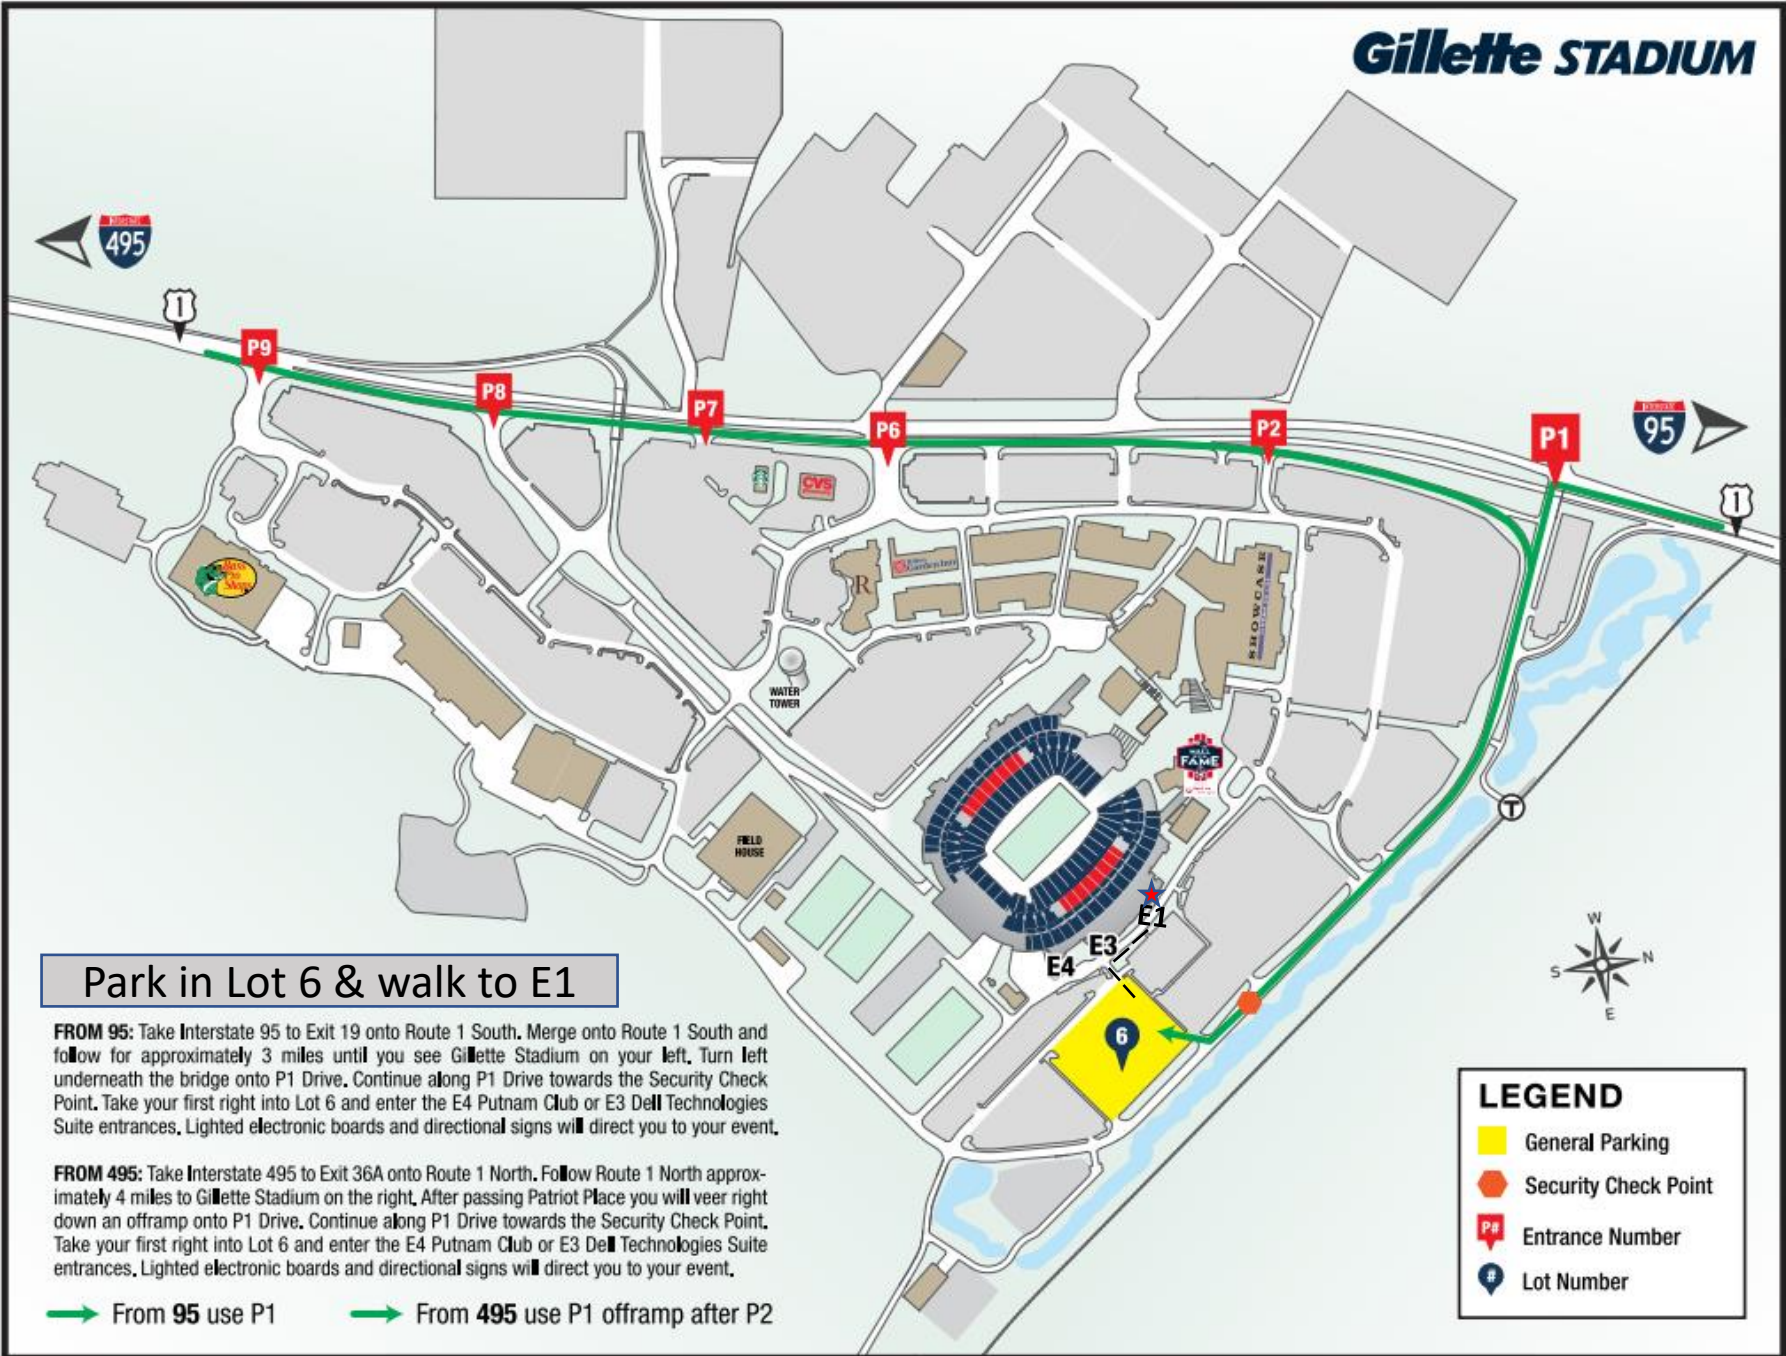 Gillette STADIUM
495
1
P9
P8
P7
P6
P2
P1
95
1
CVS
Bass
Pro
Shops
R
Garden Inn
SHOWCASE
WATER
TOWER
FAME
FIELD
HOUSE
T
E1
E3
E4
6
W
S
N
E
Park in Lot 6 & walk to E1
FROM 95: Take Interstate 95 to Exit 19 onto Route 1 South. Merge onto Route 1 South and
follow for approximately 3 miles until you see Gillette Stadium on your left. Turn left
underneath the bridge onto P1 Drive. Continue along P1 Drive towards the Security Check
Point. Take your first right into Lot 6 and enter the E4 Putnam Club or E3 Dell Technologies
Suite entrances. Lighted electronic boards and directional signs will direct you to your event.
FROM 495: Take Interstate 495 to Exit 36A onto Route 1 North. Follow Route 1 North approx-
imately 4 miles to Gillette Stadium on the right. After passing Patriot Place you will veer right
down an offramp onto P1 Drive. Continue along P1 Drive towards the Security Check Point.
Take your first right into Lot 6 and enter the E4 Putnam Club or E3 Dell Technologies Suite
entrances. Lighted electronic boards and directional signs will direct you to your event.
From 95 use P1
From 495 use P1 offramp after P2
LEGEND
General Parking
Security Check Point
P# Entrance Number
# Lot Number